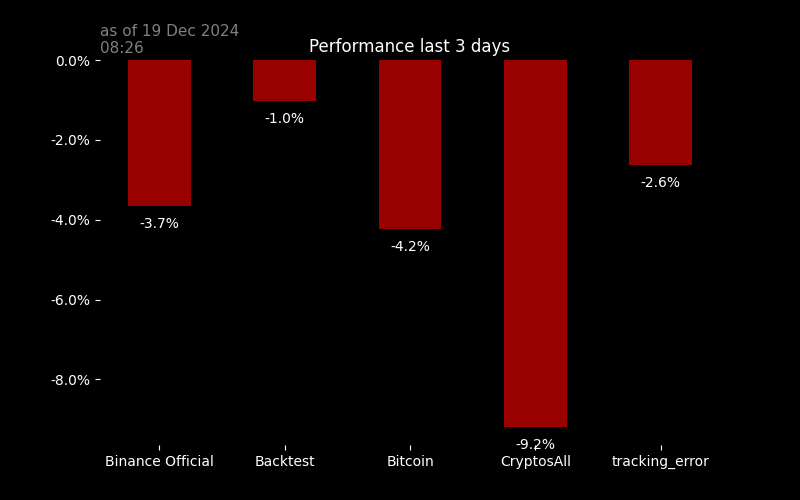 as of 19 Dec 2024
08:26
Performance last 3 days
0.0%
-2.0%
-4.0%
-6.0%
-8.0%
-3.7%
-1.0%
-4.2%
-9.2%
-2.6%
Binance Official
Backtest
Bitcoin
CryptosAll
tracking_error